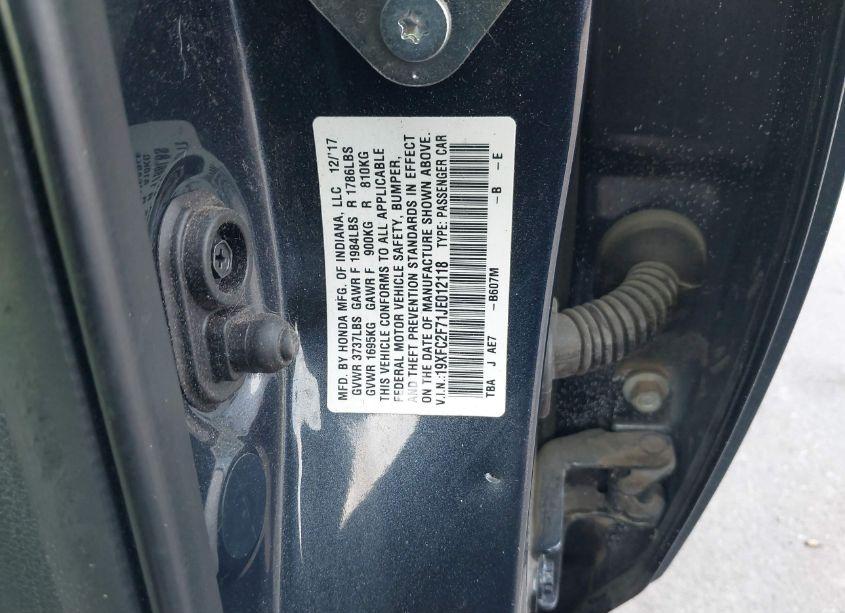 MFD. BY HONDA MFG. OF INDIANA, LLC 12/'17
GVWR 3737LBS GAWR F 1984LBS R 1786LBS
GVWR 1695KG GAWR F 900KG R 810KG
THIS VEHICLE CONFORMS TO ALL APPLICABLE
FEDERAL MOTOR VEHICLE SAFETY, BUMPER,
AND THEFT PREVENTION STANDARDS IN EFFECT
ON THE DATE OF MANUFACTURE SHOWN ABOVE.
V.I.N.:19XFC2F71JE012118 TYPE: PASSENGER CAR
TBA J AE7 -B607M -B -E